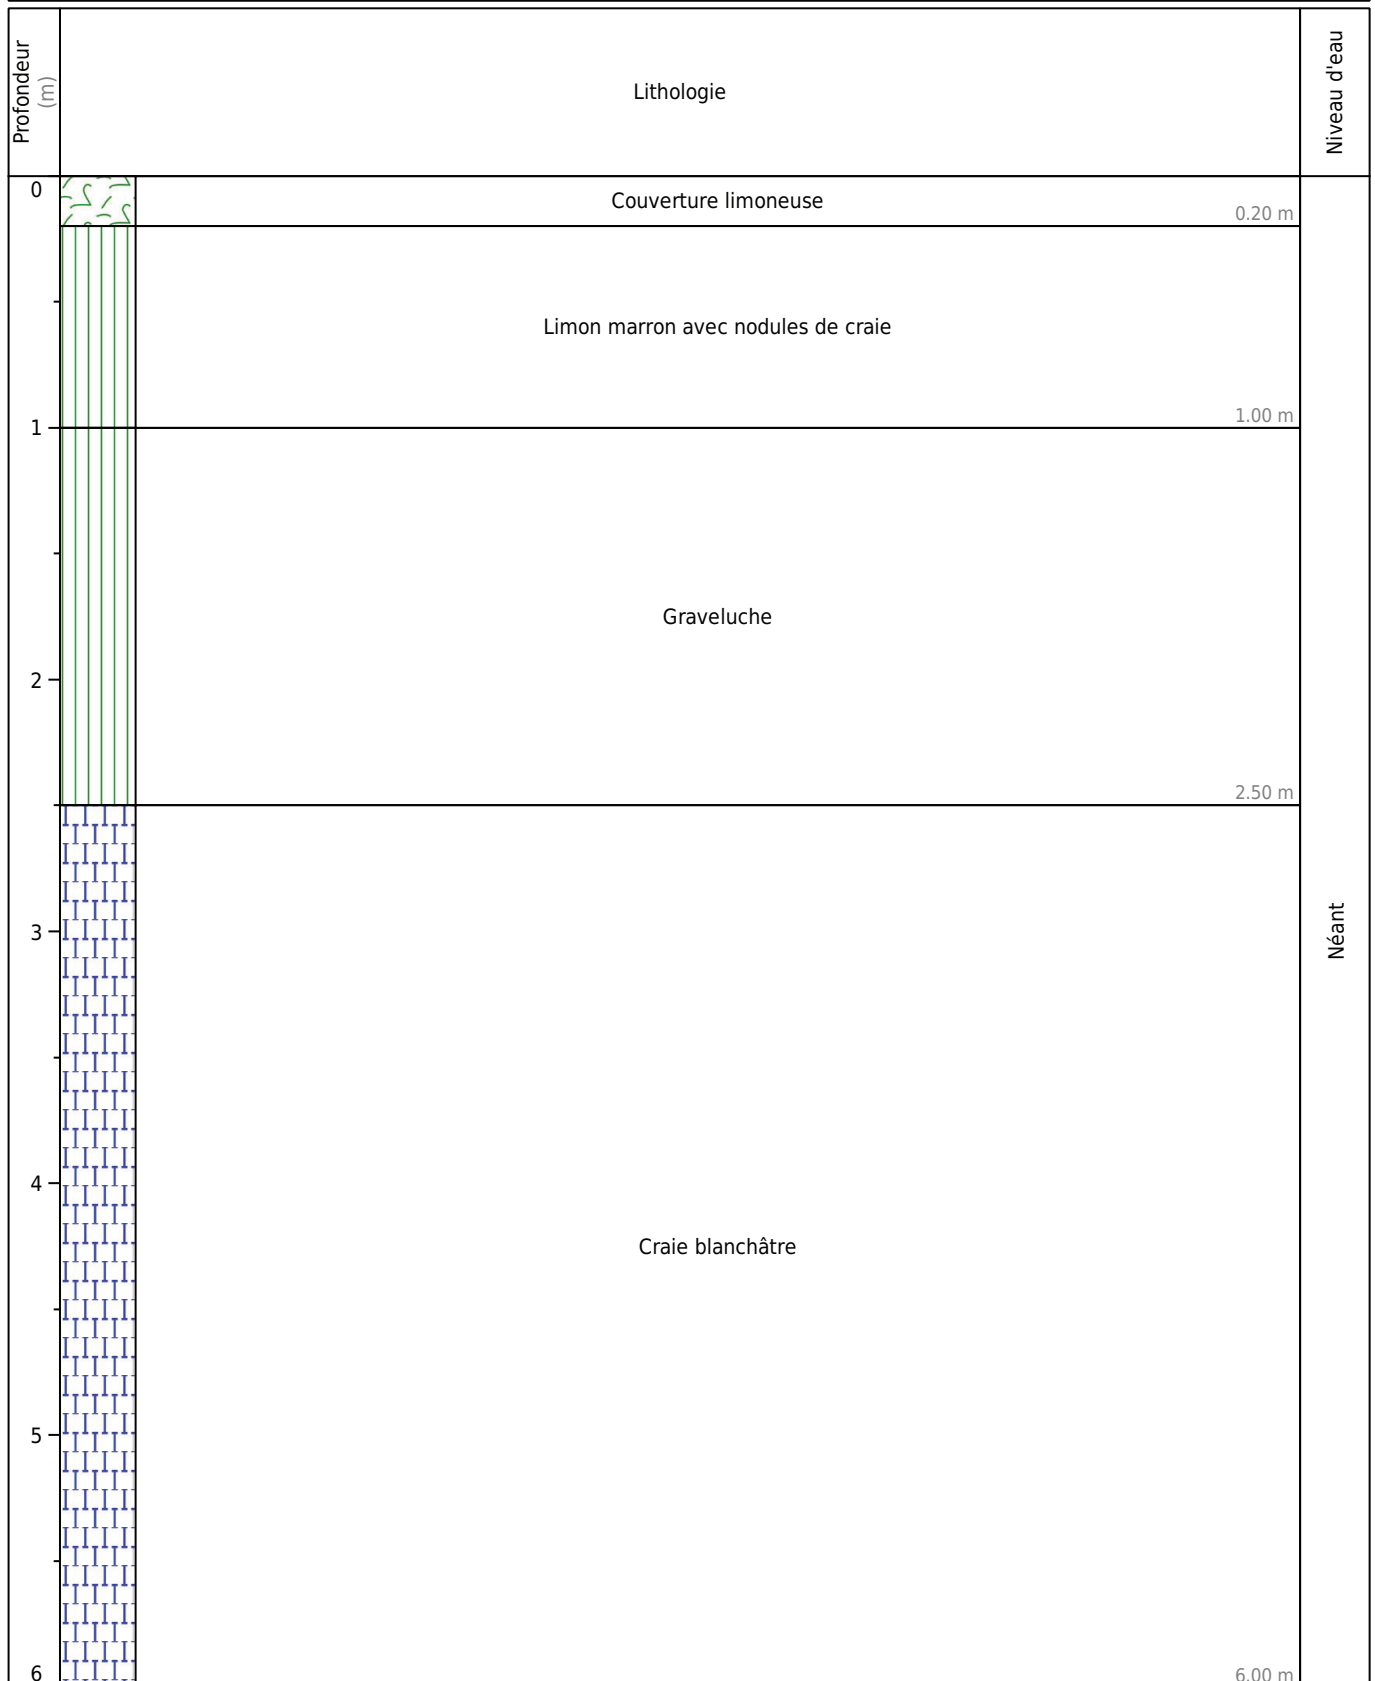 Profondeur
(m)
Lithologie
Niveau d'eau
0
Couverture limoneuse
0.20 m
Limon marron avec nodules de craie
1.00 m
1
Graveluche
2
2.50 m
3
Néant
4
Craie blanchâtre
5
6
6.00 m